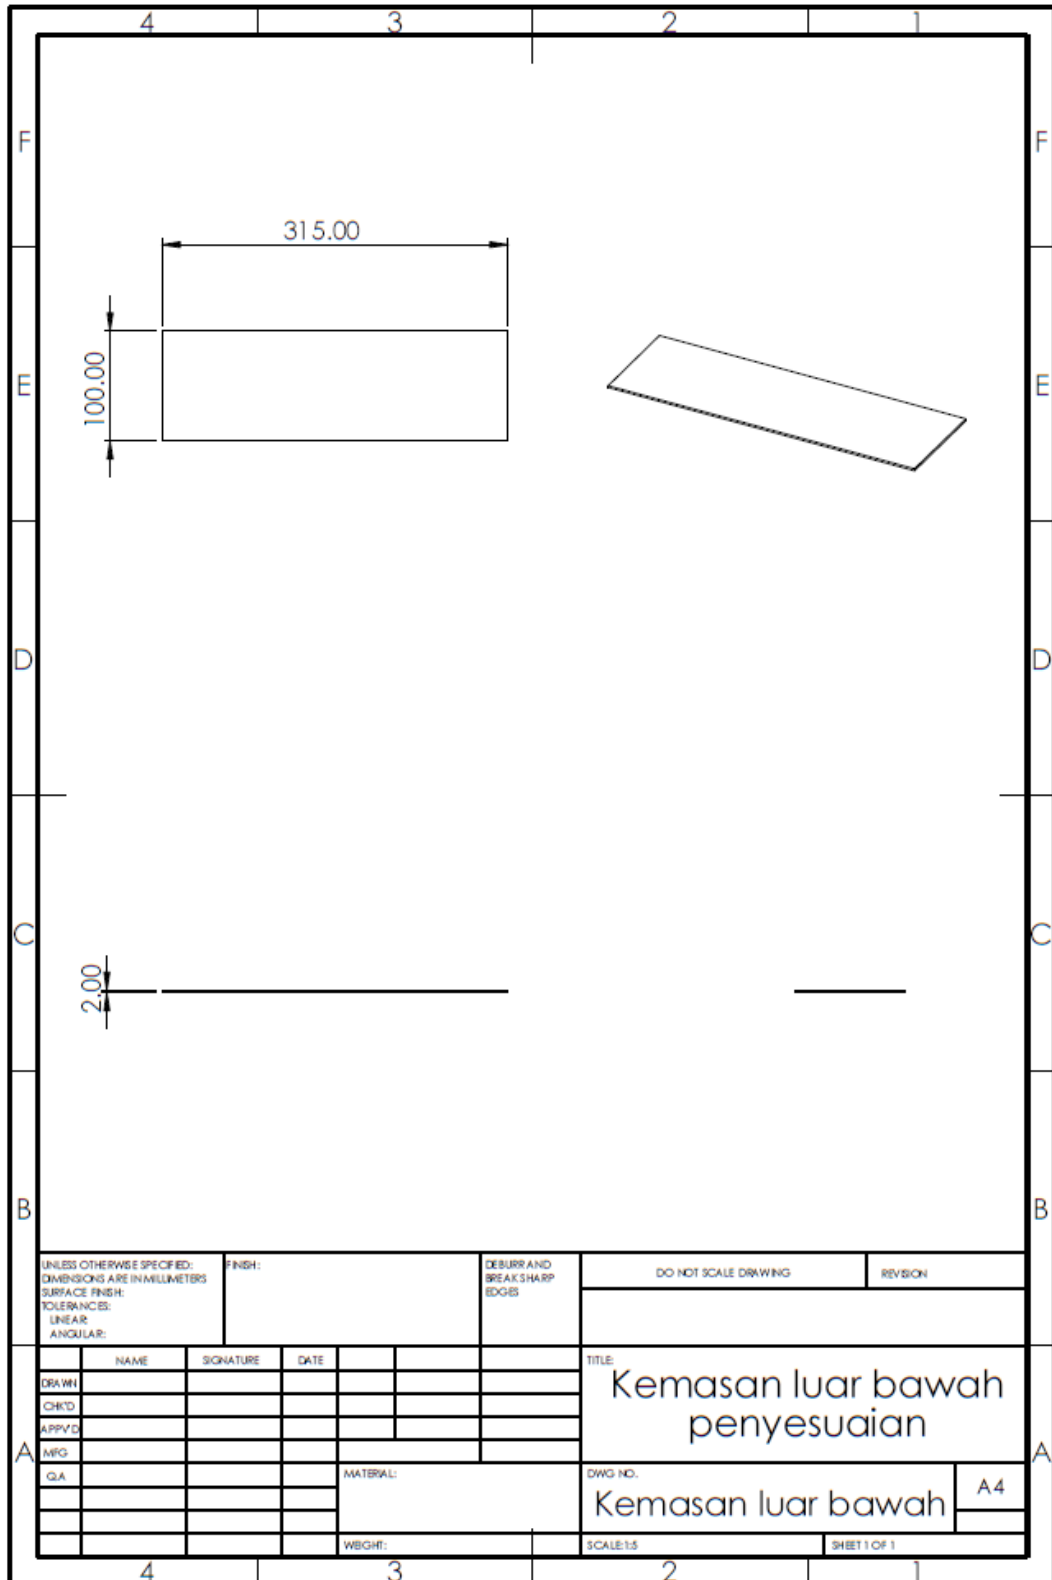 4 3 2 1
F F
315.00
100.00
E E
D D
C C
2.00
B B
UNLESS OTHERWISE SPECIFIED:
DIMENSIONS ARE IN MILLIMETERS
SURFACE FINISH:
TOLERANCES:
LINEAR:
ANGULAR:
FINISH:
DEBURR AND
BREAK SHARP
EDGES
DO NOT SCALE DRAWING
REVISION
NAME SIGNATURE DATE
DRAWN
CHK'D
APPV'D
MFG
Q.A
MATERIAL:
WEIGHT:
TITLE:
Kemasan luar bawah
penyesuaian
DWG NO.
Kemasan luar bawah
A4
SCALE:1:5
SHEET 1 OF 1
A A
4 3 2 1